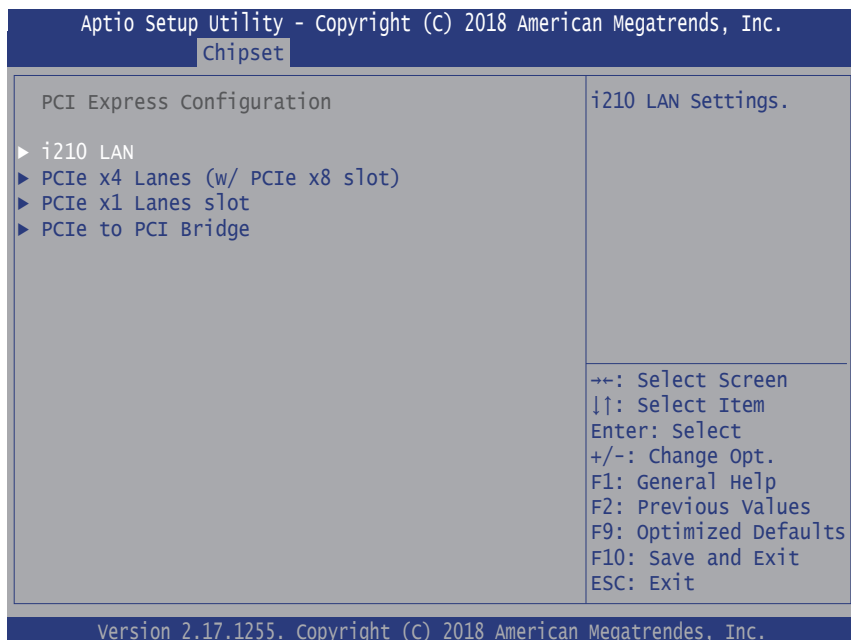 Aptio Setup Utility - Copyright (C) 2018 American Megatrends, Inc.
Chipset
PCI Express Configuration
▶ i210 LAN
▶ PCIe x4 Lanes (w/ PCIe x8 slot)
▶ PCIe x1 Lanes slot
▶ PCIe to PCI Bridge
i210 LAN Settings.
→←: Select Screen
↓↑: Select Item
Enter: Select
+/-: Change Opt.
F1: General Help
F2: Previous Values
F9: Optimized Defaults
F10: Save and Exit
ESC: Exit
Version 2.17.1255. Copyright (C) 2018 American Megatrendes, Inc.